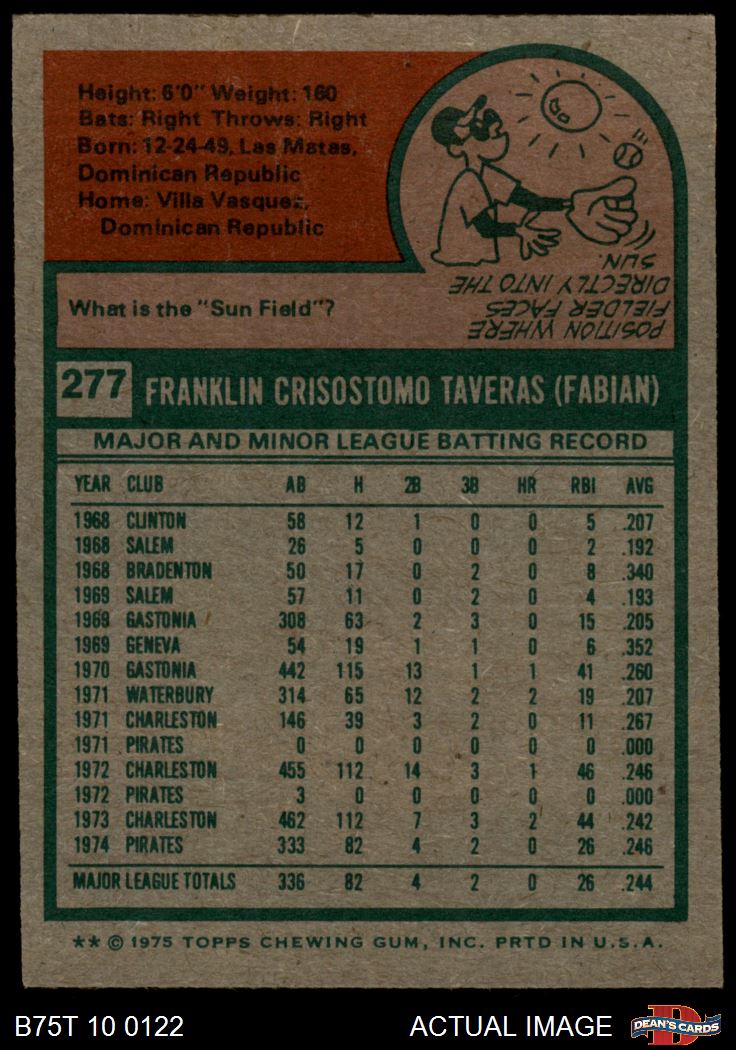 Height: 6'0" Weight: 160
Bats: Right Throws: Right
Born: 12-24-49, Las Matas,
Dominican Republic
Home: Villa Vasquez,
Dominican Republic
What is the "Sun Field"?
POSITION WHERE
FIELDER FACES
DIRECTLY INTO THE
SUN.
277 FRANKLIN CRISOSTOMO TAVERAS (FABIAN)
MAJOR AND MINOR LEAGUE BATTING RECORD
YEAR CLUB AB H 2B 3B HR RBI AVG
1968 CLINTON 58 12 1 0 0 5 .207
1968 SALEM 26 5 0 0 0 2 .192
1968 BRADENTON 50 17 0 2 0 8 .340
1969 SALEM 57 11 0 2 0 4 .193
1969 GASTONIA 308 63 2 3 0 15 .205
1969 GENEVA 54 19 1 1 0 6 .352
1970 GASTONIA 442 115 13 1 1 41 .260
1971 WATERBURY 314 65 12 2 2 19 .207
1971 CHARLESTON 146 39 3 2 0 11 .267
1971 PIRATES 0 0 0 0 0 0 .000
1972 CHARLESTON 455 112 14 3 1 46 .246
1972 PIRATES 3 0 0 0 0 0 .000
1973 CHARLESTON 462 112 7 3 2 44 .242
1974 PIRATES 333 82 4 2 0 26 .246
MAJOR LEAGUE TOTALS 336 82 4 2 0 26 .244
** © 1975 TOPPS CHEWING GUM, INC. PRTD IN U.S.A.
B75T 10 0122 ACTUAL IMAGE DEAN'S CARDS